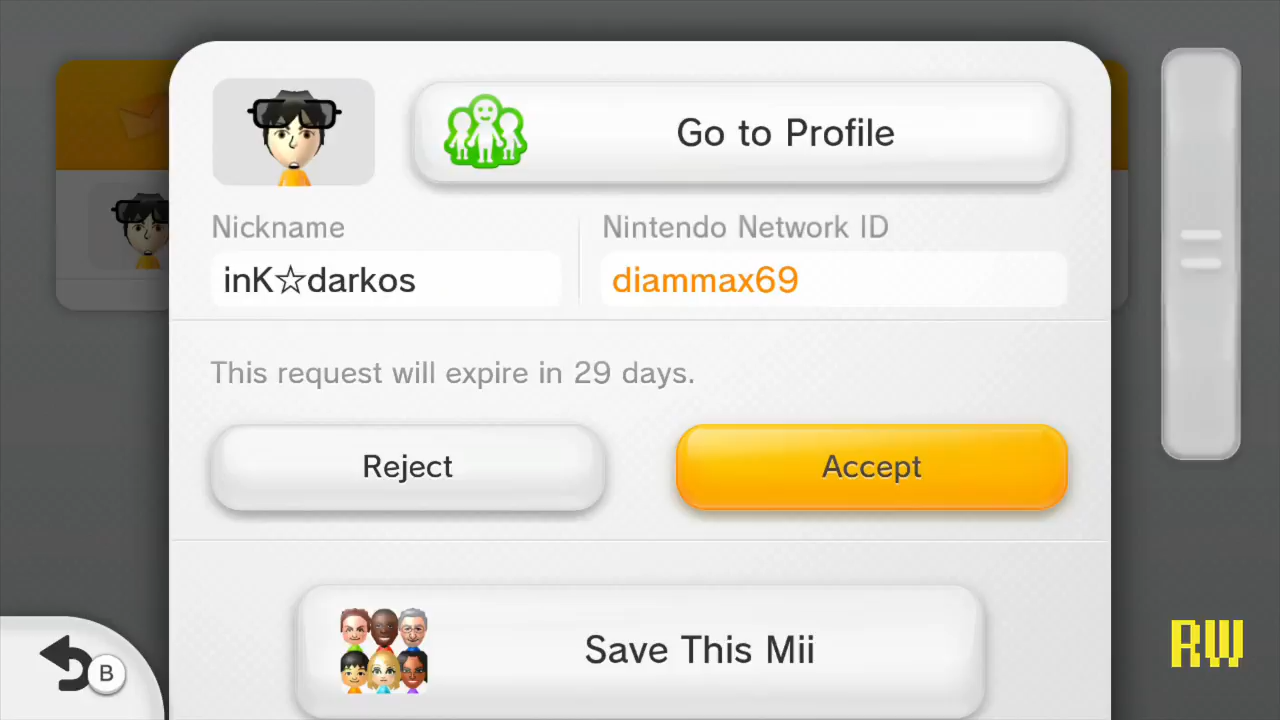 Go to Profile
Nickname
Nintendo Network ID
inK☆darkos
diammax69
This request will expire in 29 days.
Reject
Accept
Save This Mii
B
RW